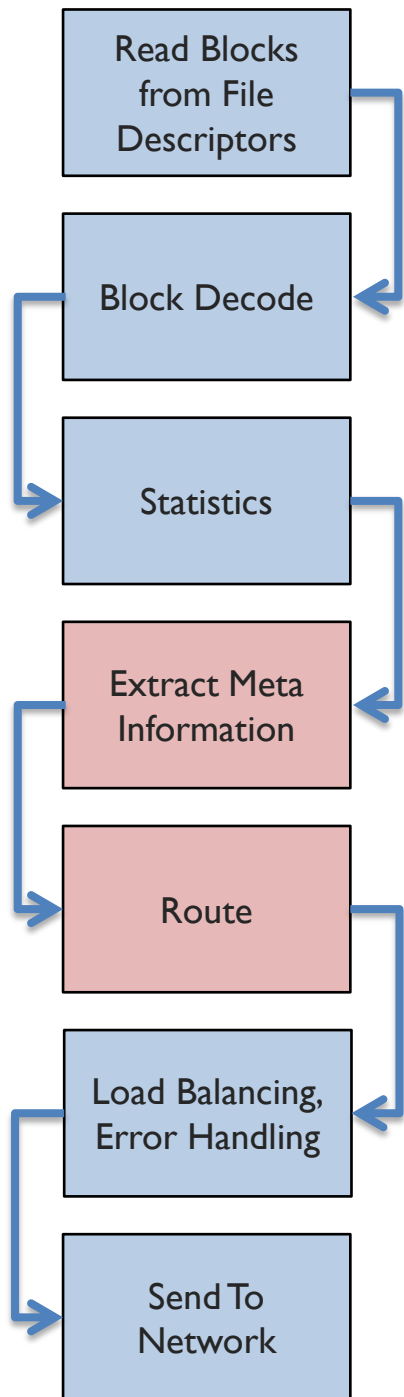 Read Blocks
from File
Descriptors
Block Decode
Statistics
Extract Meta
Information
Route
Load Balancing,
Error Handling
Send To
Network